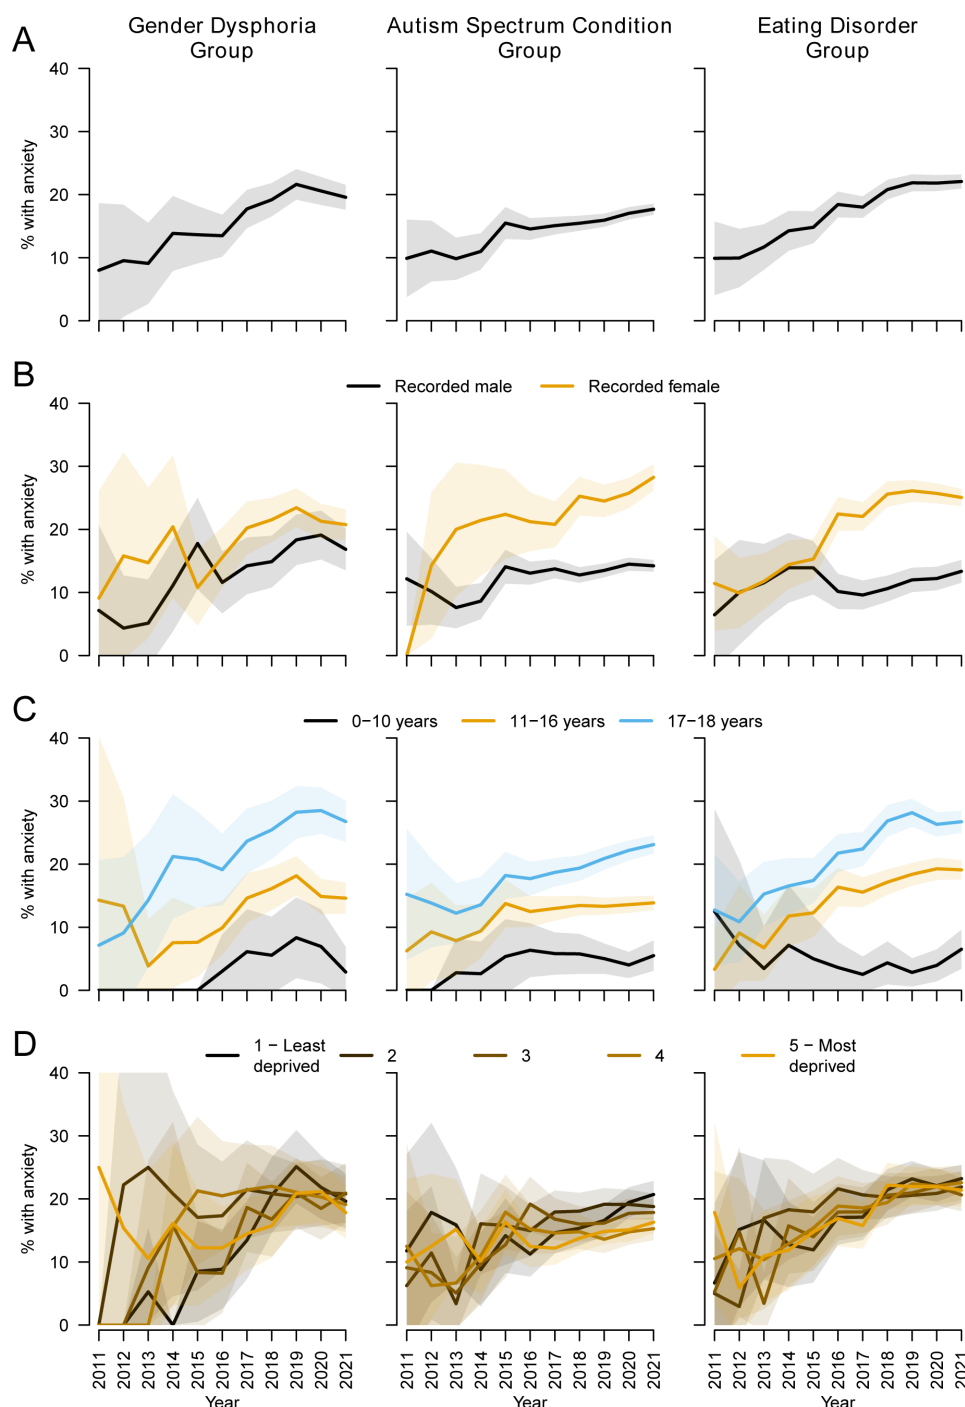 A
Gender Dysphoria
Group
Autism Spectrum Condition
Group
Eating Disorder
Group
% with anxiety
40
30
20
10
0
B
Recorded male
Recorded female
% with anxiety
40
30
20
10
0
C
0−10 years
11−16 years
17−18 years
% with anxiety
40
30
20
10
0
D
1 − Least
deprived
2
3
4
5 − Most
deprived
% with anxiety
40
30
20
10
0
2011
2012
2013
2014
2015
2016
2017
2018
2019
2020
2021
Year
2011
2012
2013
2014
2015
2016
2017
2018
2019
2020
2021
Year
2011
2012
2013
2014
2015
2016
2017
2018
2019
2020
2021
Year